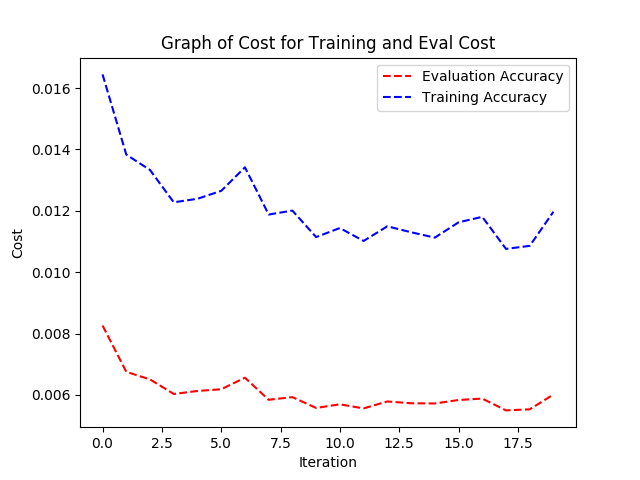 Graph of Cost for Training and Eval Cost
Evaluation Accuracy
Training Accuracy
0.016
0.014
0.012
0.010
0.008
0.006
Cost
0.0 2.5 5.0 7.5 10.0 12.5 15.0 17.5
Iteration